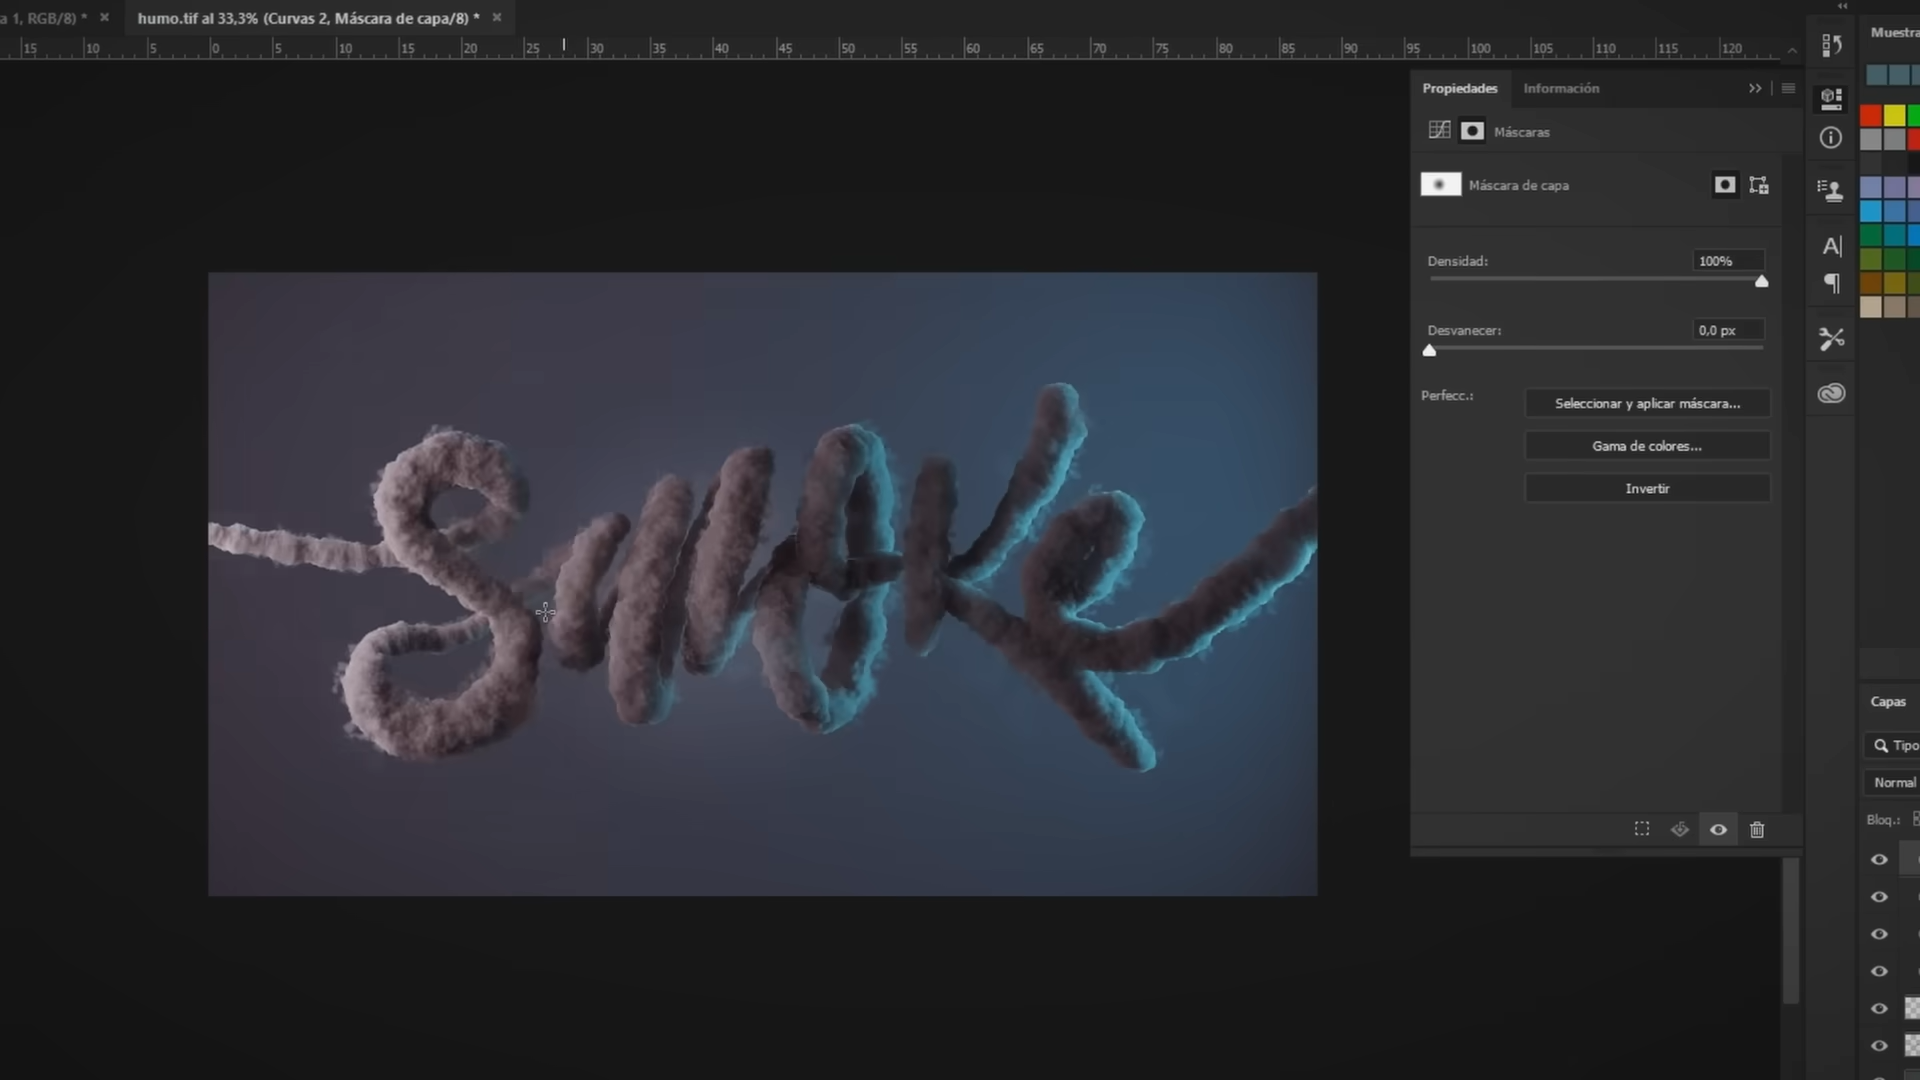 a 1, RGB/8) * ×
humo.tif al 33,3% (Curvas 2, Máscara de capa/8) * ×
15 10 5 0 5 10 15 20 25 30 35 40 45 50 55 60 65 70 75 80 85 90 95 100 105 110 115 120
Muestra
Propiedades
Información
Máscaras
Máscara de capa
Densidad:
100%
Desvanecer:
0,0 px
Perfecc.:
Seleccionar y aplicar máscara...
Gama de colores...
Invertir
Smoke
Capas
Tipo
Normal
Bloq.: